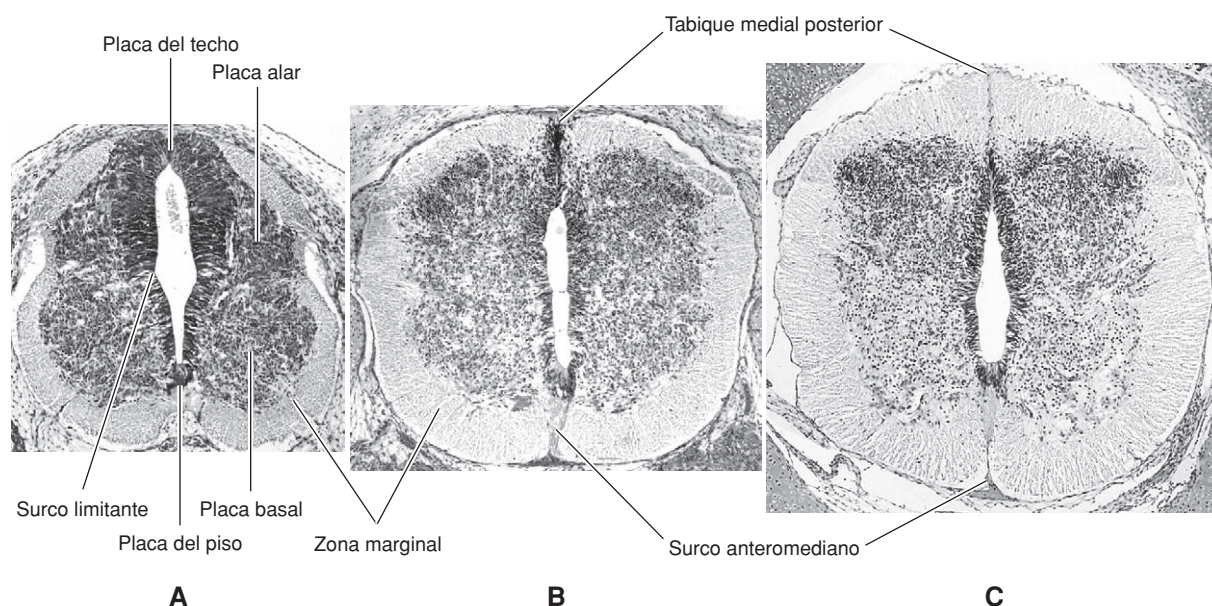 Tabique medial posterior
Placa del techo
Placa alar
Surco limitante
Placa basal
Placa del piso
Zona marginal
Surco anteromediano
A
B
C